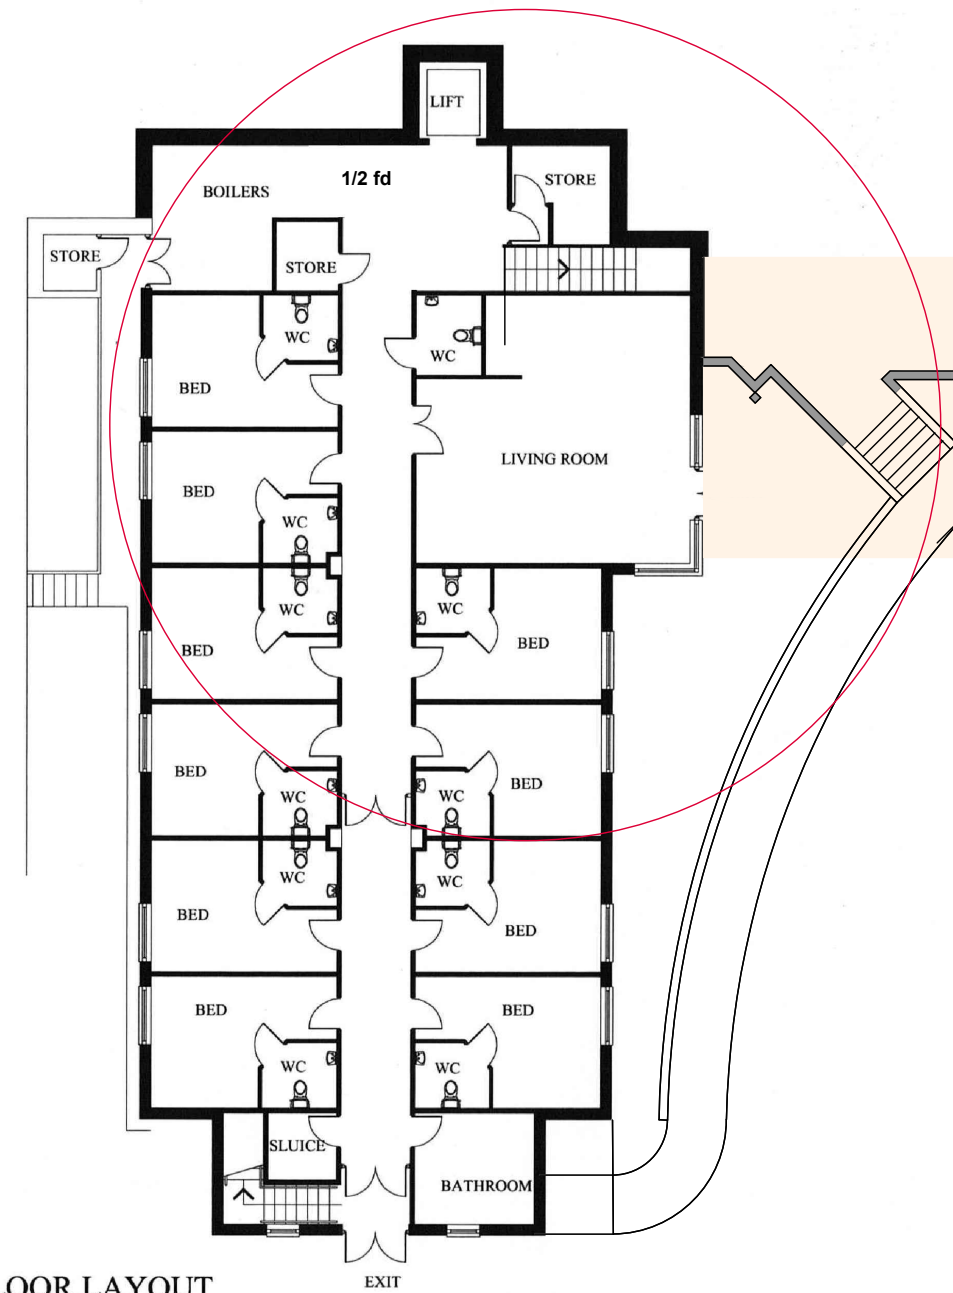 LIFT
1/2 fd
BOILERS
STORE
STORE
STORE
WC
WC
BED
LIVING ROOM
BED
WC
WC
WC
BED
BED
BED
BED
WC
WC
WC
WC
BED
BED
BED
BED
WC
WC
SLUICE
BATHROOM
EXIT
OOR LAYOUT